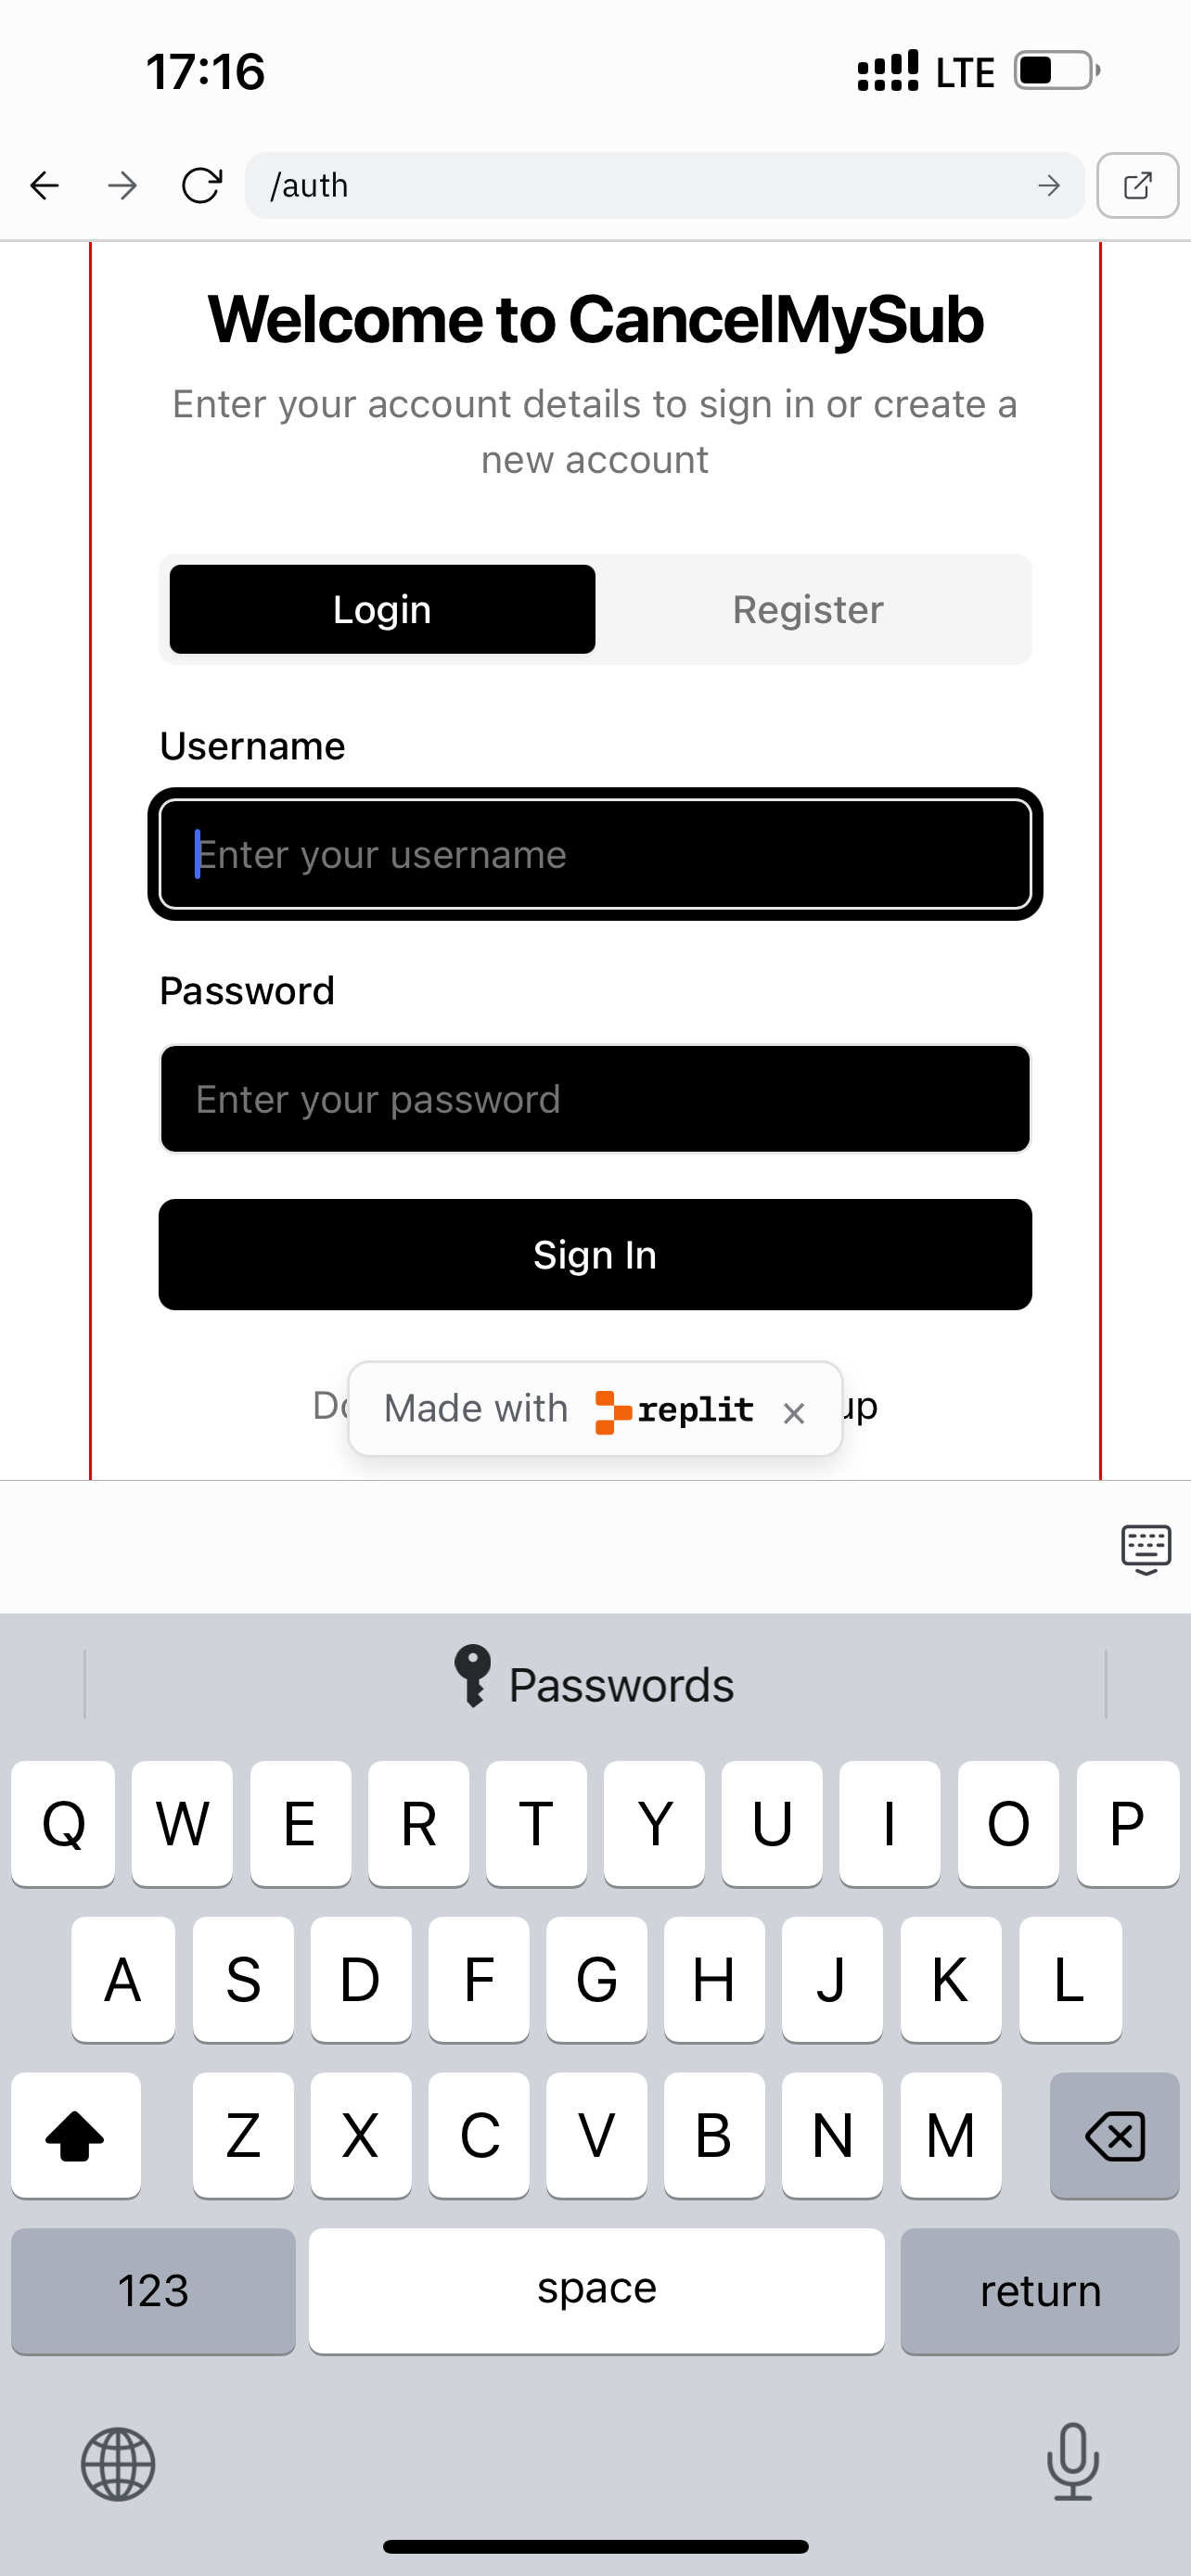 17:16 LTE
/auth
Welcome to CancelMySub
Enter your account details to sign in or create a
new account
Login Register
Username
Enter your username
Password
Enter your password
Sign In
Made with replit
up
Passwords
Q W E R T Y U I O P
A S D F G H J K L
Z X C V B N M
123 space return